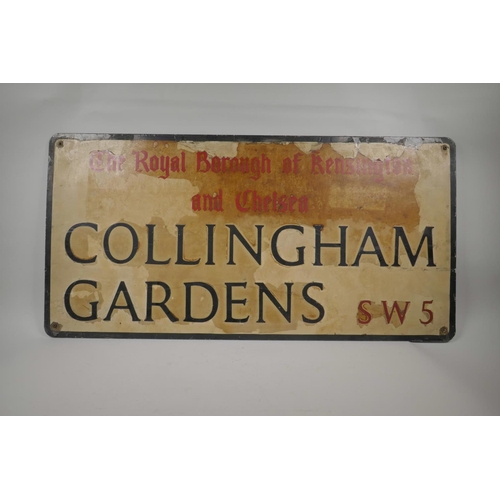 The Royal Borough of Kensington
and Chelsea
COLLINGHAM
GARDENS SW5